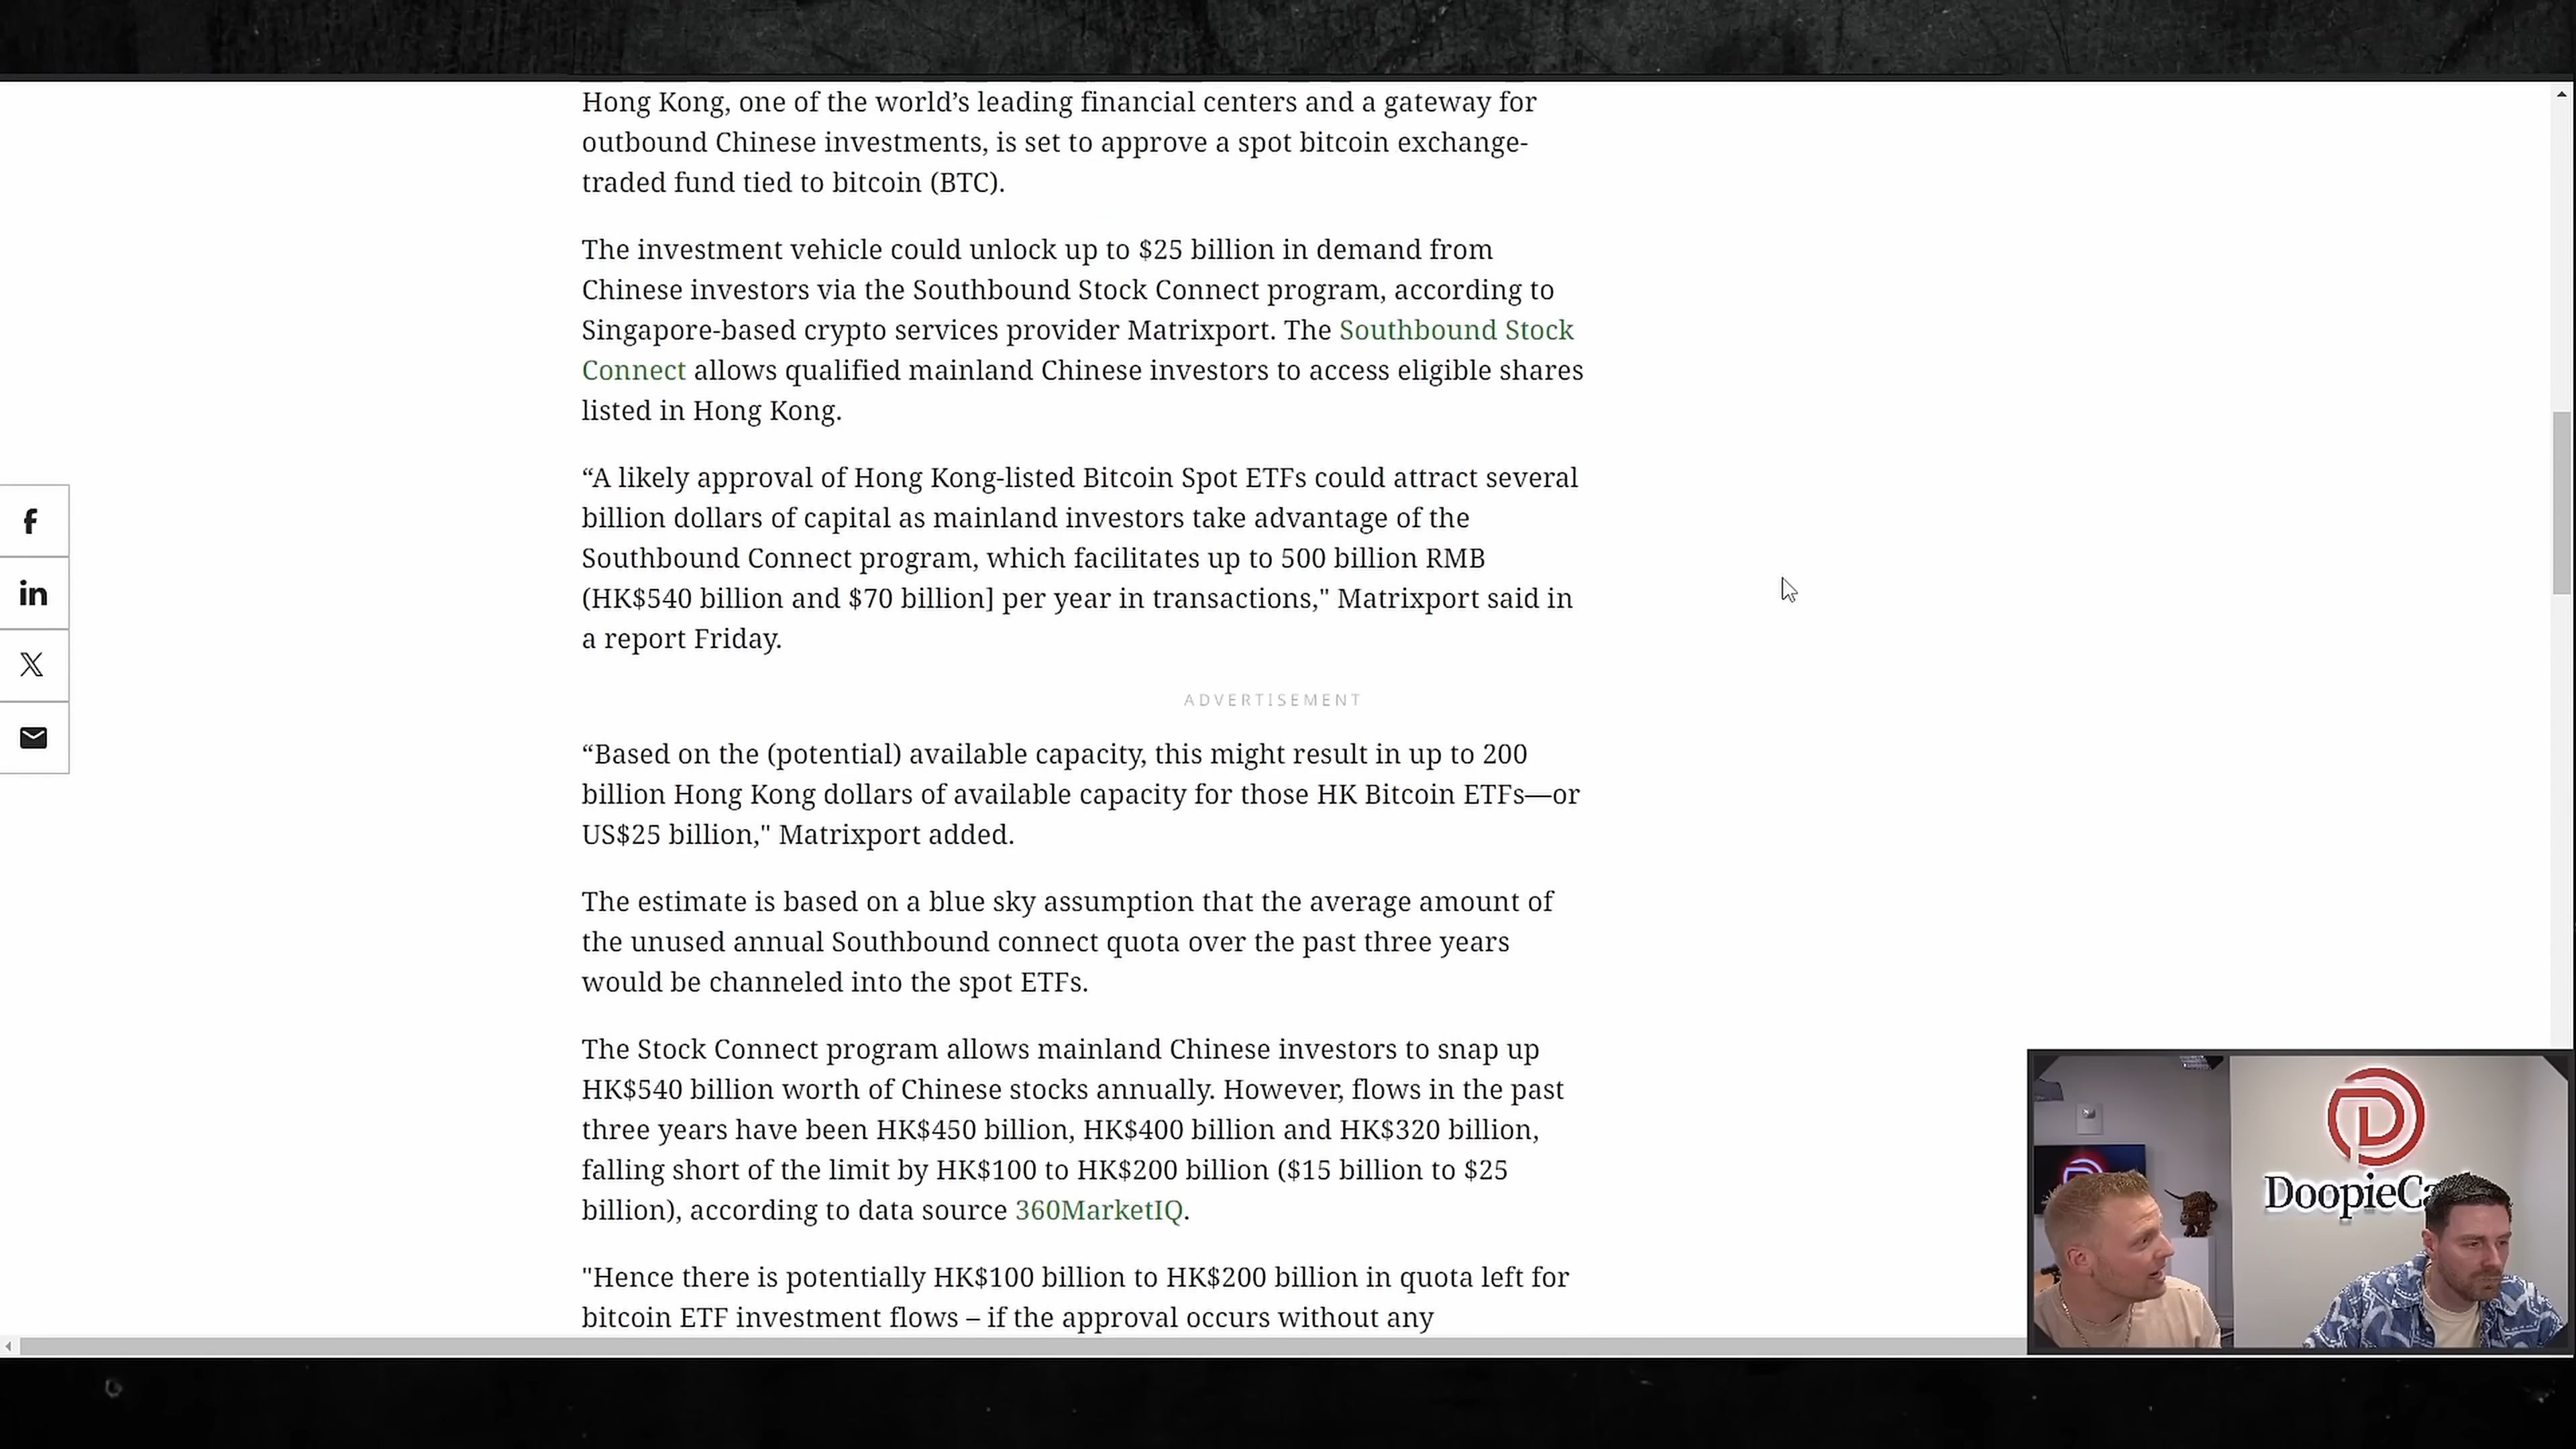 Hong Kong, one of the world’s leading financial centers and a gateway for
outbound Chinese investments, is set to approve a spot bitcoin exchange-
traded fund tied to bitcoin (BTC).
The investment vehicle could unlock up to $25 billion in demand from
Chinese investors via the Southbound Stock Connect program, according to
Singapore-based crypto services provider Matrixport. The Southbound Stock
Connect allows qualified mainland Chinese investors to access eligible shares
listed in Hong Kong.
“A likely approval of Hong Kong-listed Bitcoin Spot ETFs could attract several
billion dollars of capital as mainland investors take advantage of the
Southbound Connect program, which facilitates up to 500 billion RMB
(HK$540 billion and $70 billion] per year in transactions," Matrixport said in
a report Friday.
ADVERTISEMENT
“Based on the (potential) available capacity, this might result in up to 200
billion Hong Kong dollars of available capacity for those HK Bitcoin ETFs—or
US$25 billion," Matrixport added.
The estimate is based on a blue sky assumption that the average amount of
the unused annual Southbound connect quota over the past three years
would be channeled into the spot ETFs.
The Stock Connect program allows mainland Chinese investors to snap up
HK$540 billion worth of Chinese stocks annually. However, flows in the past
three years have been HK$450 billion, HK$400 billion and HK$320 billion,
falling short of the limit by HK$100 to HK$200 billion ($15 billion to $25
billion), according to data source 360MarketIQ.
"Hence there is potentially HK$100 billion to HK$200 billion in quota left for
bitcoin ETF investment flows – if the approval occurs without any